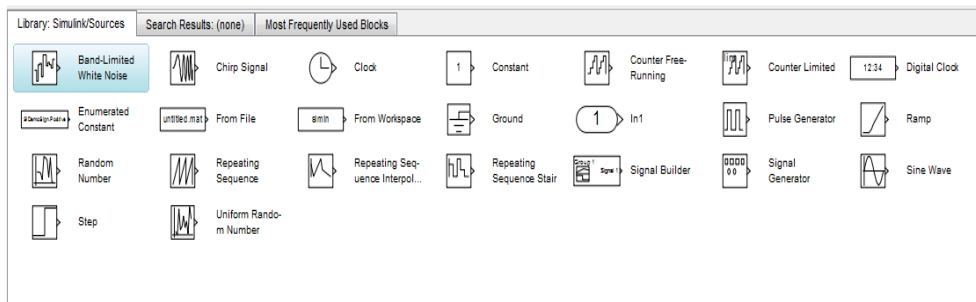 Library: Simulink/Sources
Search Results: (none)
Most Frequently Used Blocks
Band-Limited
White Noise
Chirp Signal
Clock
1
Constant
Counter Free-
Running
lim
Counter Limited
12:34
Digital Clock
Enumerated
Constant
untitled.mat
From File
simin
From Workspace
Ground
1
In1
Pulse Generator
Ramp
Random
Number
Repeating
Sequence
Repeating Seq-
uence Interpol...
Repeating
Sequence Stair
Group 1
Signal 1
Signal Builder
Signal
Generator
Sine Wave
Step
Uniform Rando-
m Number